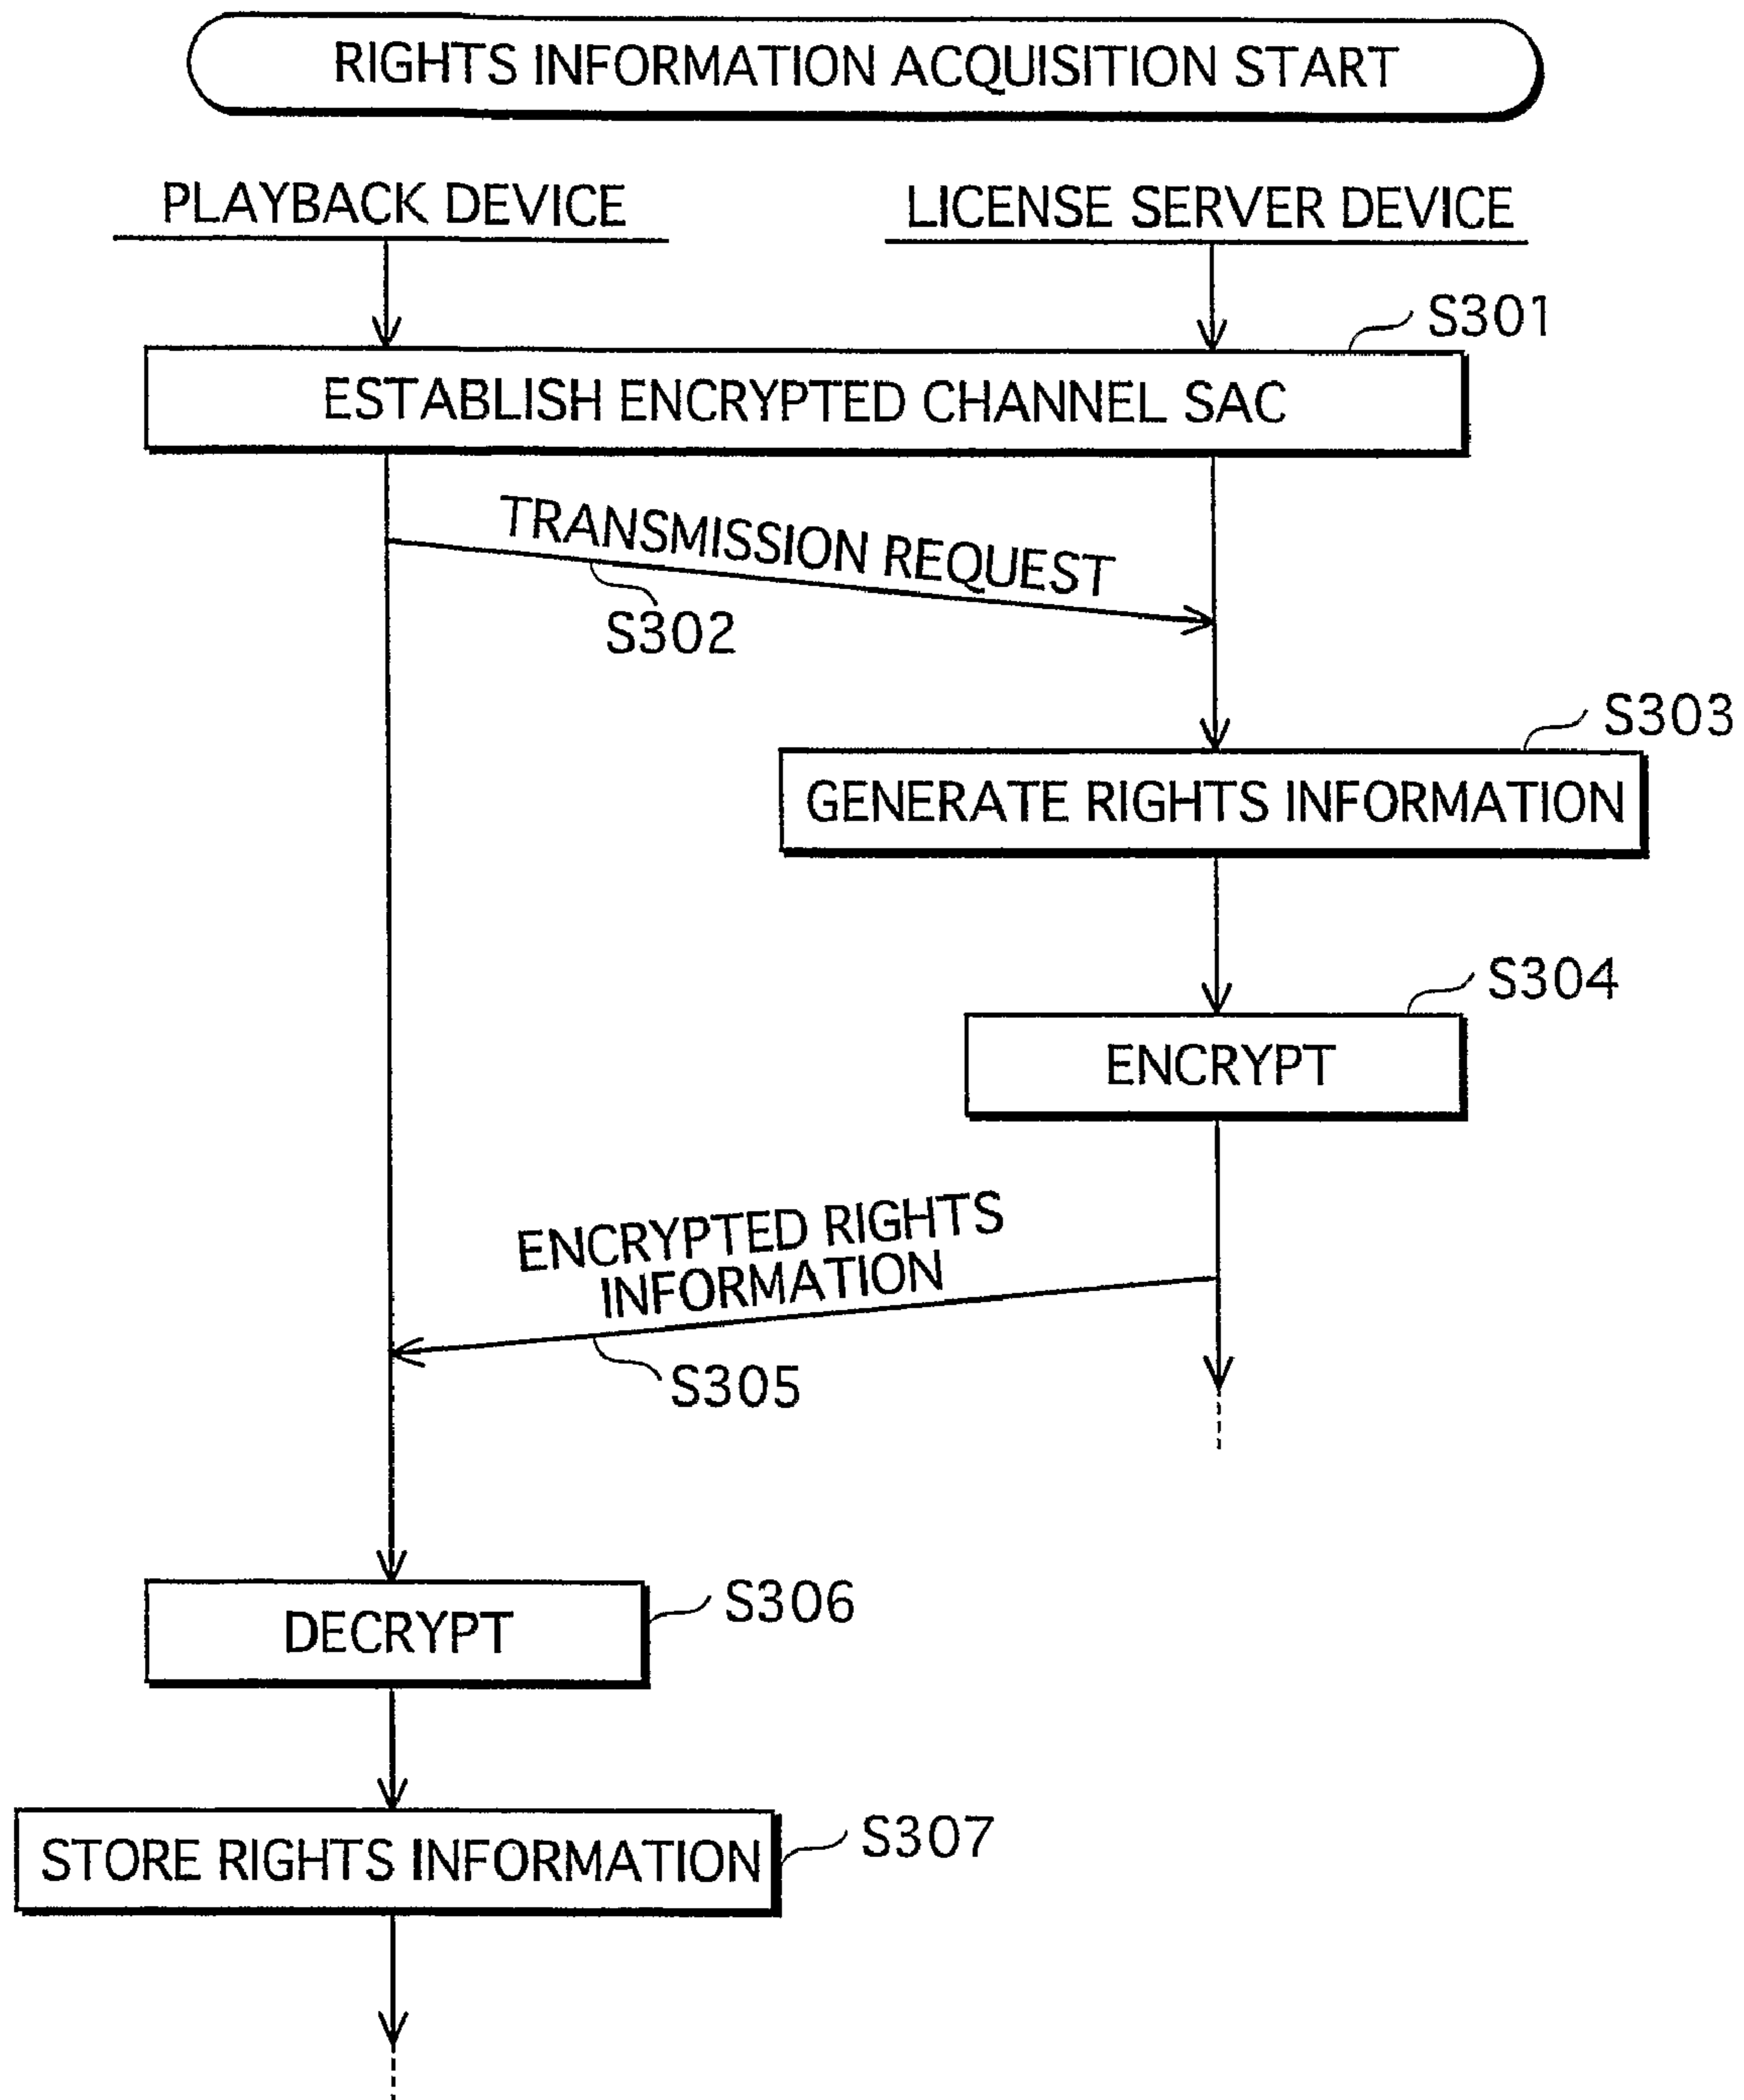 RIGHTS INFORMATION ACQUISITION START
PLAYBACK DEVICE
LICENSE SERVER DEVICE
S301
ESTABLISH ENCRYPTED CHANNEL SAC
TRANSMISSION REQUEST
S302
S303
GENERATE RIGHTS INFORMATION
S304
ENCRYPT
ENCRYPTED RIGHTS
INFORMATION
S305
DECRYPT
S306
STORE RIGHTS INFORMATION
S307